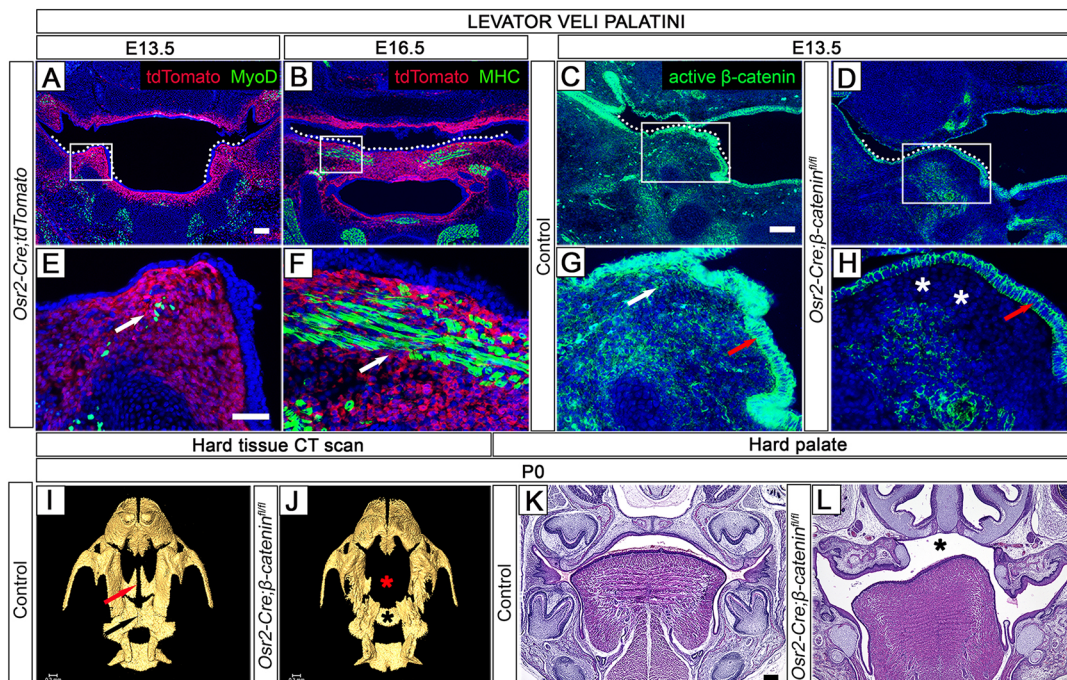 LEVATOR VELI PALATINI
E13.5
E16.5
E13.5
Osr2-Cre;tdTomato
A
tdTomato MyoD
B
tdTomato MHC
Control
C
active β-catenin
Osr2-Cre;β-catenin^fl/fl
D
E
F
G
*
*
H
Hard tissue CT scan
Hard palate
P0
Control
I
Osr2-Cre;β-catenin^fl/fl
J
*
*
Control
K
Osr2-Cre;β-catenin^fl/fl
L
*